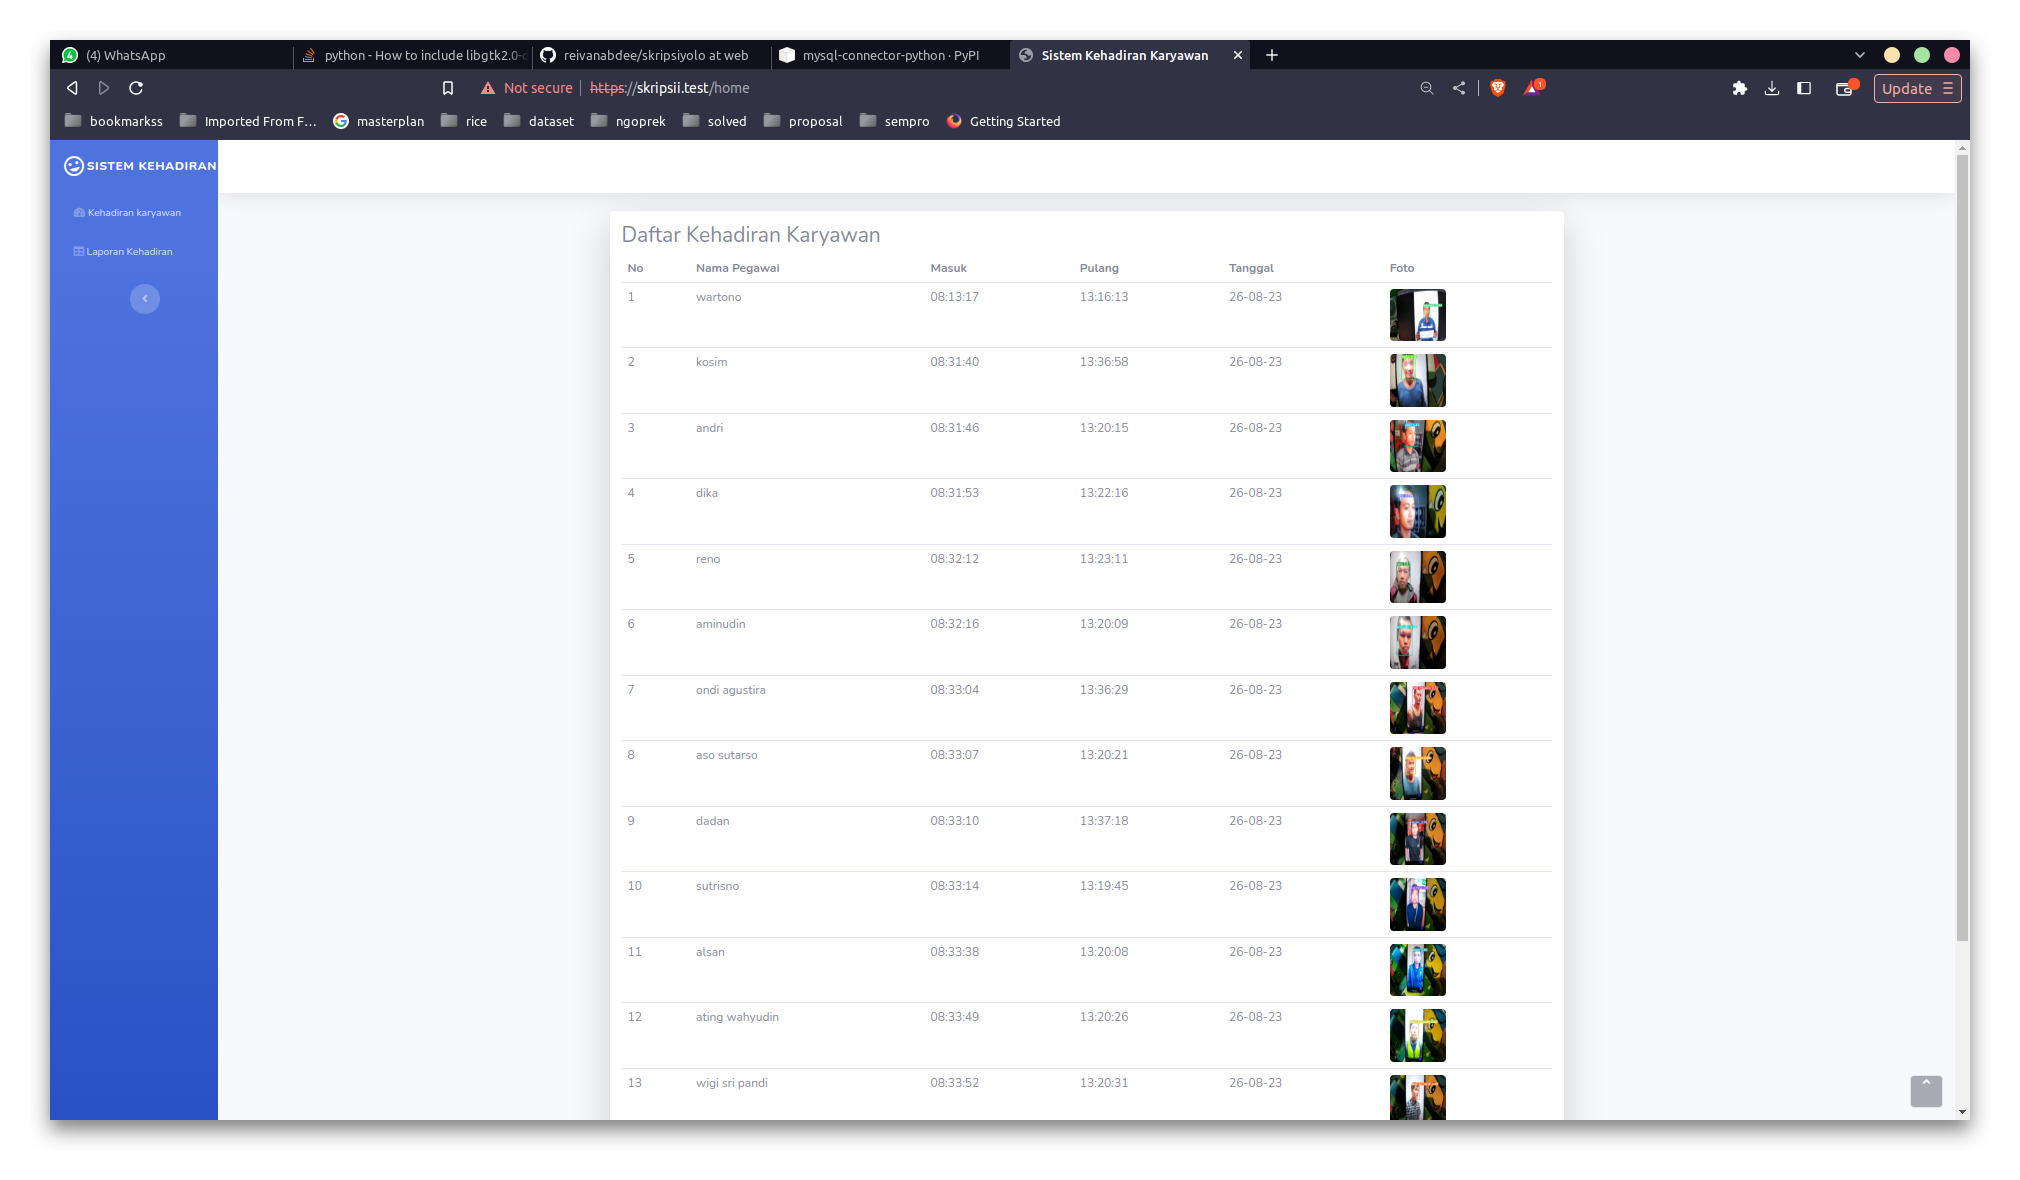 (4) WhatsApp
python - How to include libgtk2.0-d
reivanabdee/skripsiyolo at web
mysql-connector-python · PyPI
Sistem Kehadiran Karyawan
Not secure
https://skripsii.test/home
1
Update
bookmarkss
Imported From F...
masterplan
rice
dataset
ngoprek
solved
proposal
sempro
Getting Started
SISTEM KEHADIRAN
Kehadiran karyawan
Laporan Kehadiran
Daftar Kehadiran Karyawan
No Nama Pegawai Masuk Pulang Tanggal Foto
1 wartono 08:13:17 13:16:13 26-08-23
2 kosim 08:31:40 13:36:58 26-08-23
3 andri 08:31:46 13:20:15 26-08-23
4 dika 08:31:53 13:22:16 26-08-23
5 reno 08:32:12 13:23:11 26-08-23
6 aminudin 08:32:16 13:20:09 26-08-23
7 ondi agustira 08:33:04 13:36:29 26-08-23
8 aso sutarso 08:33:07 13:20:21 26-08-23
9 dadan 08:33:10 13:37:18 26-08-23
10 sutrisno 08:33:14 13:19:45 26-08-23
11 alsan 08:33:38 13:20:08 26-08-23
12 ating wahyudin 08:33:49 13:20:26 26-08-23
13 wigi sri pandi 08:33:52 13:20:31 26-08-23